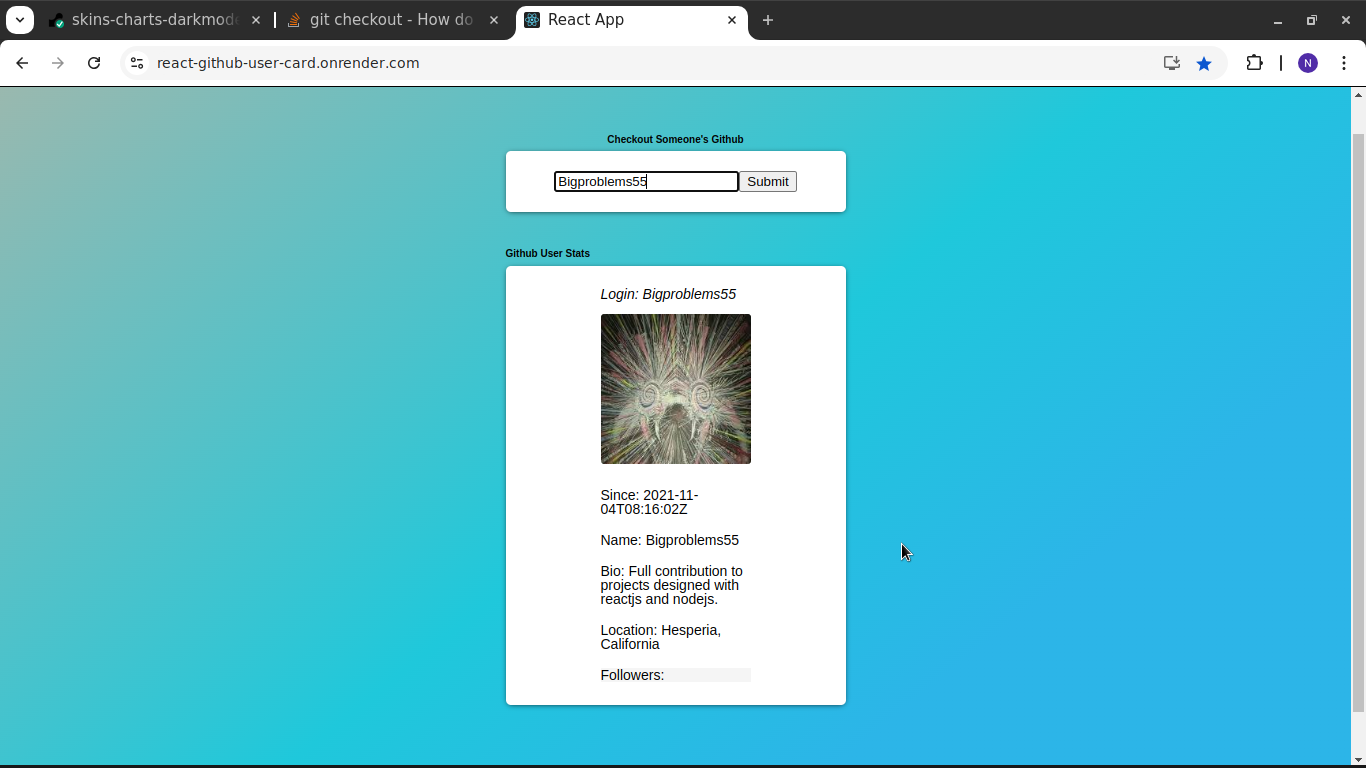 skins-charts-darkmod
git checkout - How do
React App
react-github-user-card.onrender.com
N
Checkout Someone's Github
Bigproblems55
Submit
Github User Stats
Login: Bigproblems55
Since: 2021-11-
04T08:16:02Z
Name: Bigproblems55
Bio: Full contribution to
projects designed with
reactjs and nodejs.
Location: Hesperia,
California
Followers: